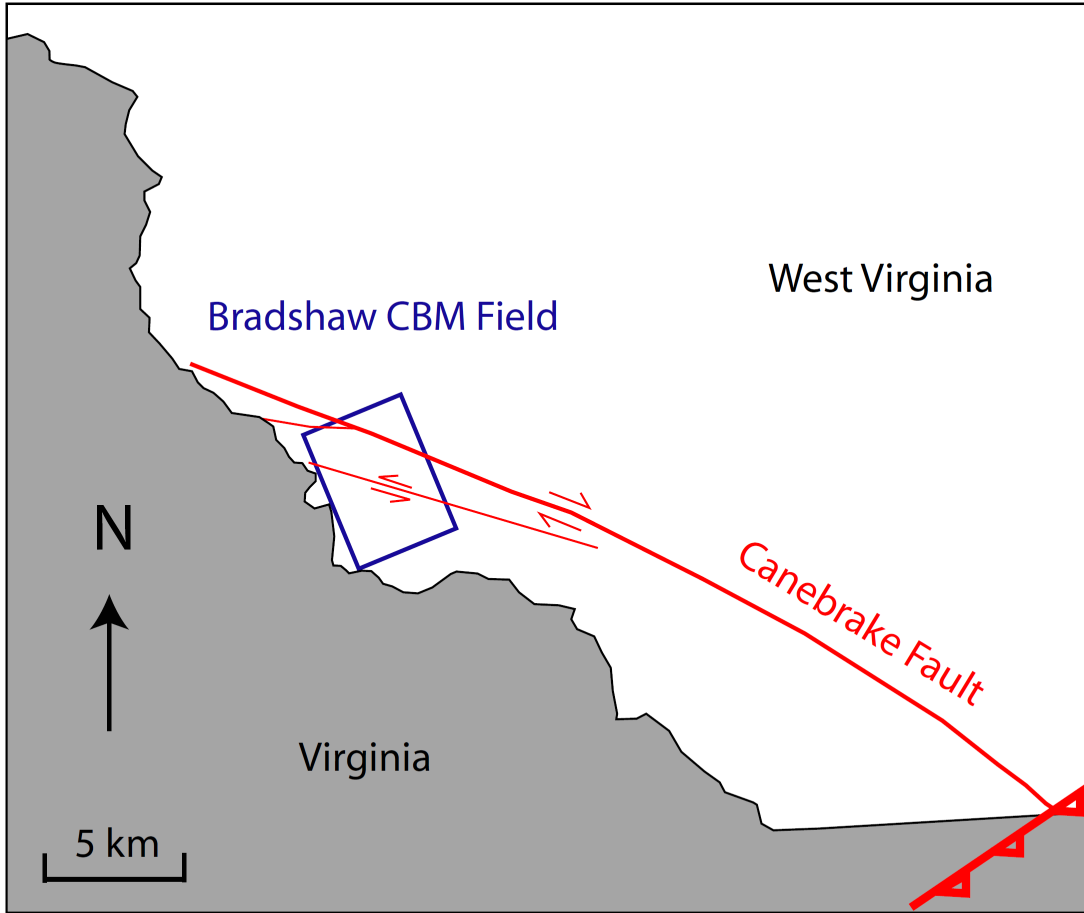 West Virginia
Bradshaw CBM Field
N
Canebrake Fault
Virginia
5 km